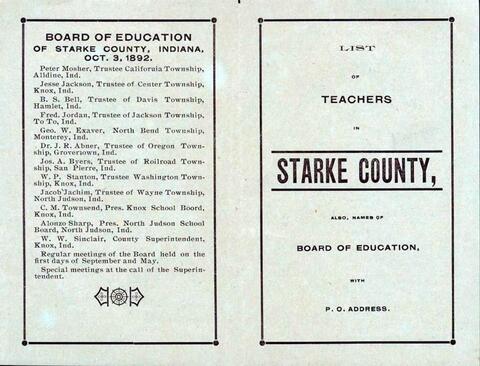 BOARD OF EDUCATION
OF STARKE COUNTY, INDIANA,
OCT. 3, 1892.
Peter Mosher, Trustee California Township,
Alldine, Ind.
Jesse Jackson, Trustee of Center Township,
Knox, Ind.
B. S. Bell, Trustee of Davis Township,
Hamlet, Ind.
Fred. Jordan, Trustee of Jackson Township,
To To, Ind.
Geo. W. Exaver, North Bend Township,
Monterey, Ind.
Dr. J. R. Abner, Trustee of Oregon Town-
ship, Grovertown, Ind.
Jos. A. Byers, Trustee of Roilroad Town-
ship, San Pierre, Ind.
W. P. Stanton, Trustee Washington Town-
ship, Knox, Ind.
Jacob Jachim, Trustee of Wayne Township,
North Judson, Ind.
C. M. Townsend, Pres. Knox School Boord,
Knox, Ind.
Alonzo Sharp, Pres. North Judson School
Board, North Judson, Ind.
W. W. Sinclair, County Superintendent,
Knox, Ind.
Regular meetings of the Board held on the
first days of September and May.
Special meetings at the call of the Superin-
tendent.
LIST
OF
TEACHERS
IN
STARKE COUNTY,
ALSO, NAMES OF
BOARD OF EDUCATION,
WITH
P. O. ADDRESS.